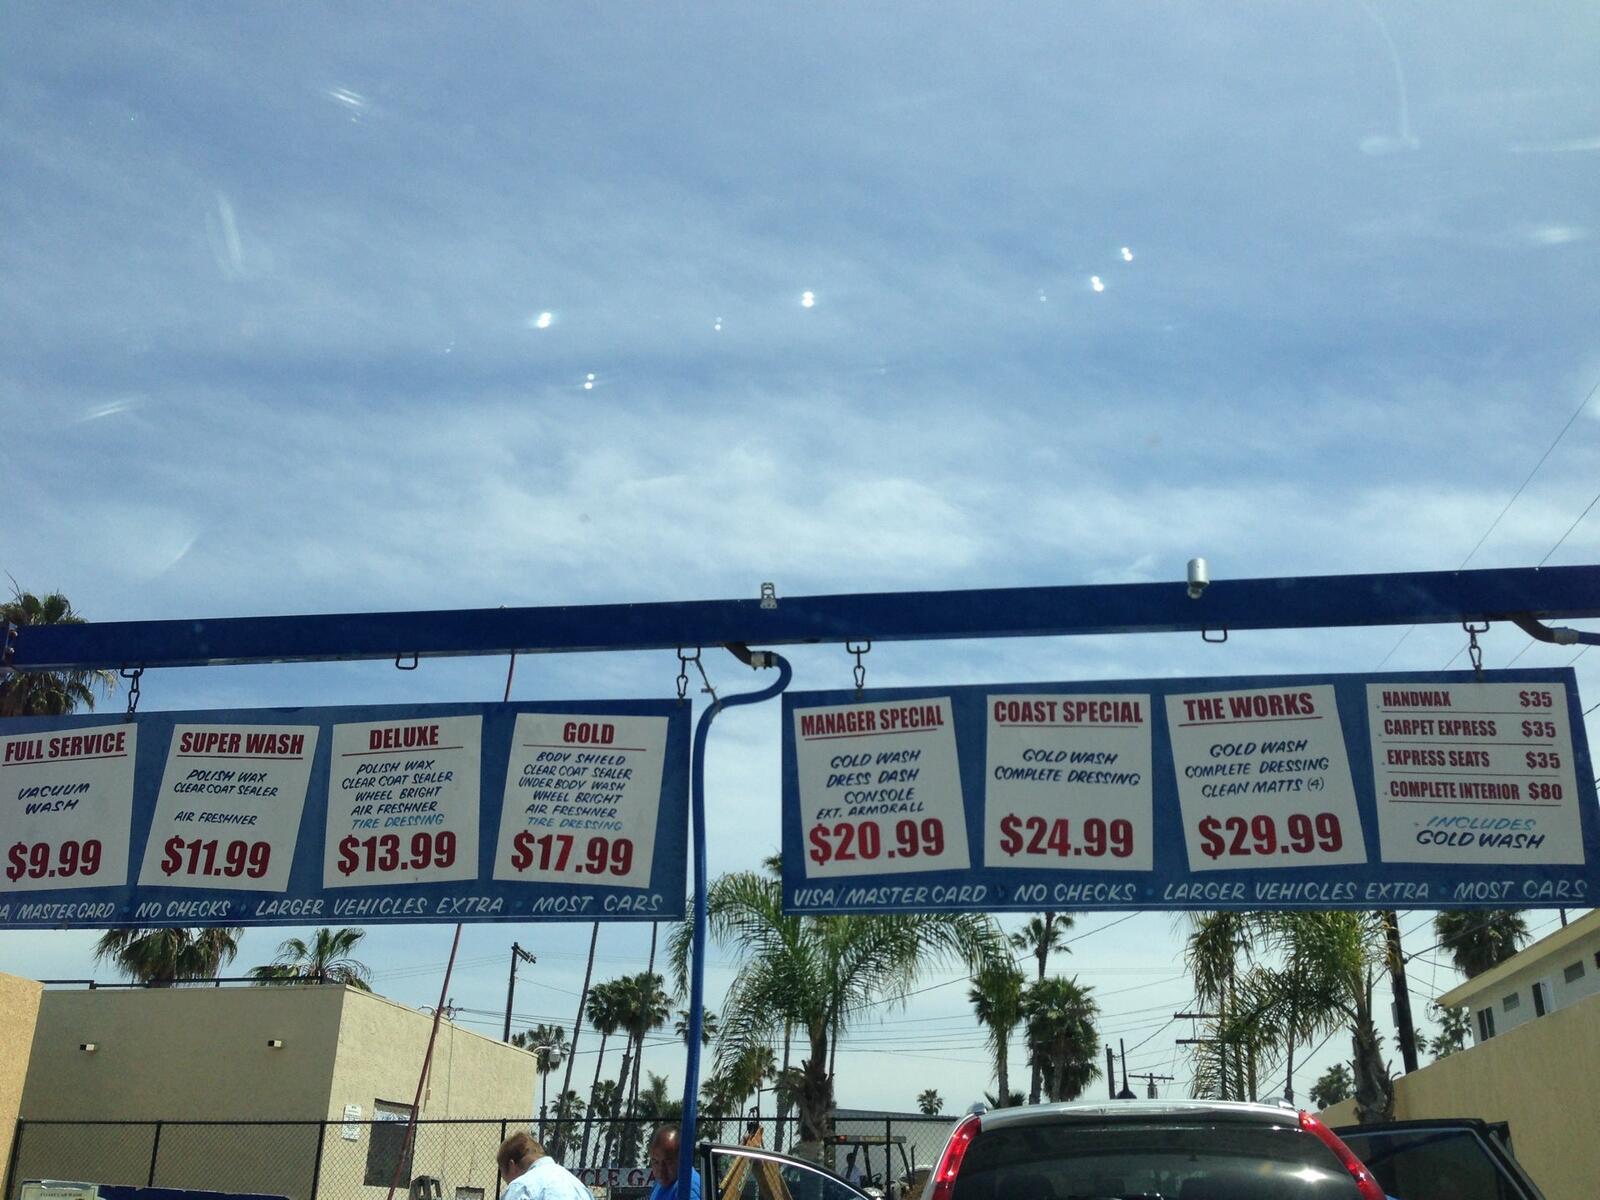 FULL SERVICE
VACUUM
WASH
$9.99
SUPER WASH
POLISH WAX
CLEAR COAT SEALER
AIR FRESHNER
$11.99
DELUXE
POLISH WAX
CLEAR COAT SEALER
WHEEL BRIGHT
AIR FRESHNER
TIRE DRESSING
$13.99
GOLD
BODY SHIELD
CLEAR COAT SEALER
UNDER BODY WASH
WHEEL BRIGHT
AIR FRESHNER
TIRE DRESSING
$17.99
A/MASTER CARD · NO CHECKS · LARGER VEHICLES EXTRA · MOST CARS
MANAGER SPECIAL
GOLD WASH
DRESS DASH
CONSOLE
EXT. ARMORALL
$20.99
COAST SPECIAL
GOLD WASH
COMPLETE DRESSING
$24.99
THE WORKS
GOLD WASH
COMPLETE DRESSING
CLEAN MATTS (4)
$29.99
HANDWAX $35
CARPET EXPRESS $35
EXPRESS SEATS $35
COMPLETE INTERIOR $80
INCLUDES
GOLD WASH
VISA/MASTER CARD · NO CHECKS · LARGER VEHICLES EXTRA · MOST CARS
CLE GA